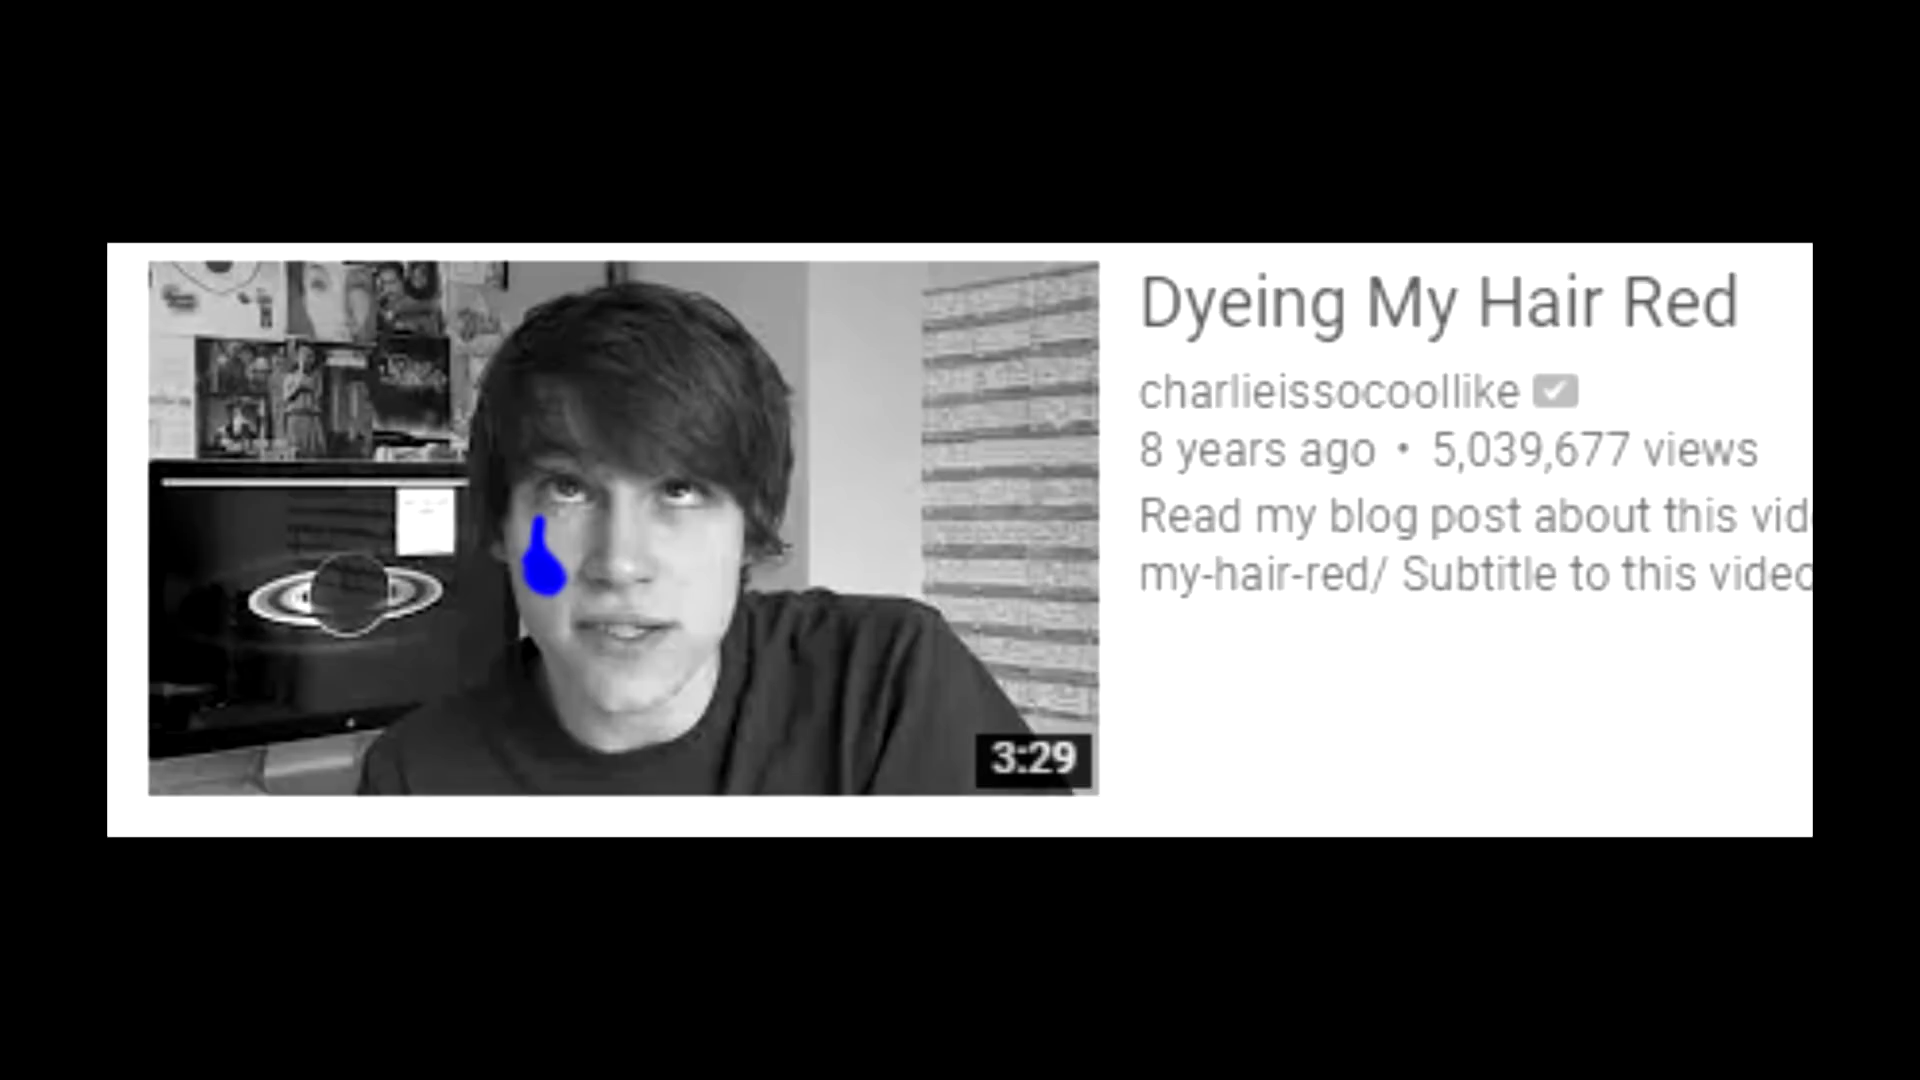 Dyeing My Hair Red
charlieissocoollike
8 years ago • 5,039,677 views
Read my blog post about this vid
my-hair-red/ Subtitle to this video
3:29